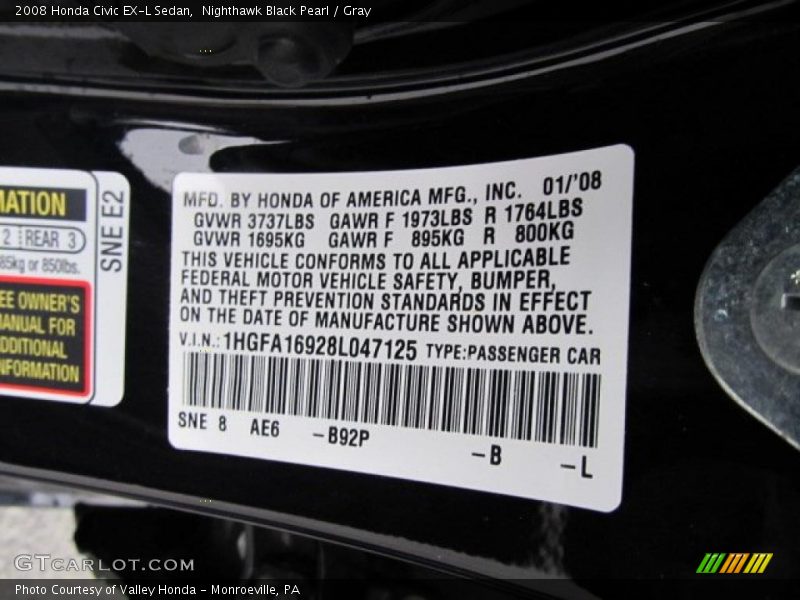 2008 Honda Civic EX-L Sedan, Nighthawk Black Pearl / Gray
MATION
2 REAR 3
85kg or 850lbs.
EE OWNER'S
MANUAL FOR
DDITIONAL
NFORMATION
SNE E2
MFD. BY HONDA OF AMERICA MFG., INC. 01/'08
GVWR 3737LBS GAWR F 1973LBS R 1764LBS
GVWR 1695KG GAWR F 895KG R 800KG
THIS VEHICLE CONFORMS TO ALL APPLICABLE
FEDERAL MOTOR VEHICLE SAFETY, BUMPER,
AND THEFT PREVENTION STANDARDS IN EFFECT
ON THE DATE OF MANUFACTURE SHOWN ABOVE.
V.I.N.: 1HGFA16928L047125 TYPE:PASSENGER CAR
SNE 8 AE6 -B92P -B -L
GTCARLOT.COM
Photo Courtesy of Valley Honda - Monroeville, PA